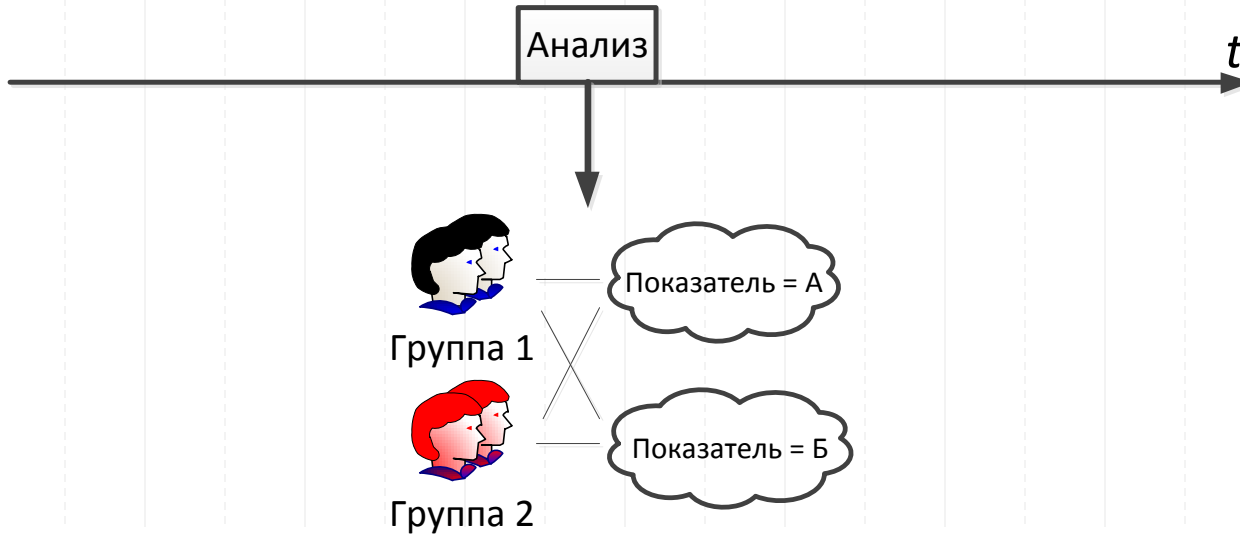 Анализ
t
Показатель = А
Группа 1
Показатель = Б
Группа 2